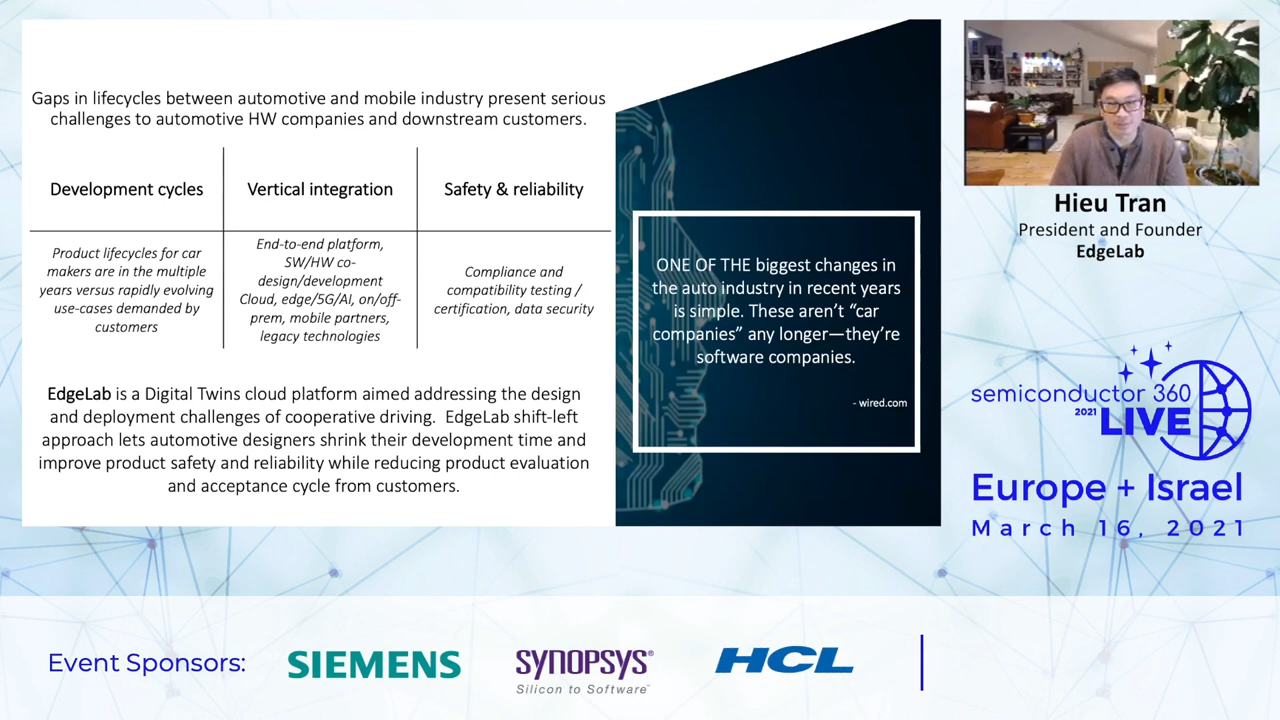 Gaps in lifecycles between automotive and mobile industry present serious
challenges to automotive HW companies and downstream customers.
Development cycles
Product lifecycles for car
makers are in the multiple
years versus rapidly evolving
use-cases demanded by
customers
Vertical integration
End-to-end platform,
SW/HW co-
design/development
Cloud, edge/5G/AI, on/off-
prem, mobile partners,
legacy technologies
Safety & reliability
Compliance and
compatibility testing /
certification, data security
EdgeLab is a Digital Twins cloud platform aimed addressing the design
and deployment challenges of cooperative driving.  EdgeLab shift-left
approach lets automotive designers shrink their development time and
improve product safety and reliability while reducing product evaluation
and acceptance cycle from customers.
ONE OF THE biggest changes in
the auto industry in recent years
is simple. These aren't “car
companies” any longer—they're
software companies.
- wired.com
Hieu Tran
President and Founder
EdgeLab
semiconductor 360
2021 LIVE
Europe + Israel
March 16, 2021
Event Sponsors:
SIEMENS
SYNOPSYS®
Silicon to Software™
HCL